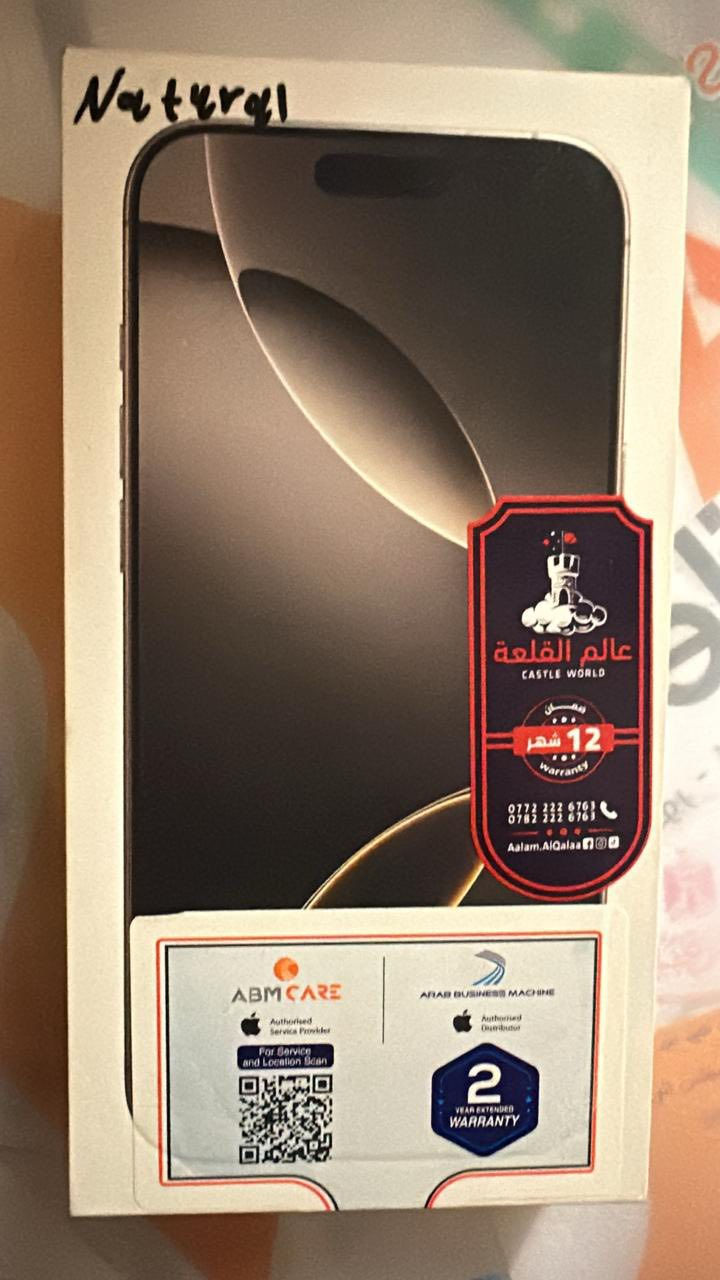 Natural
عالم القلعة
CASTLE WORLD
ضمان
12 شهر
warranty
0772 222 6763
0782 222 6763
Aalam.AlQalaa
ABM CARE
Authorised
Service Provider
For Service
and Location Scan
ARAB BUSINESS MACHINE
Authorised
Distributor
2
YEAR EXTENDED
WARRANTY